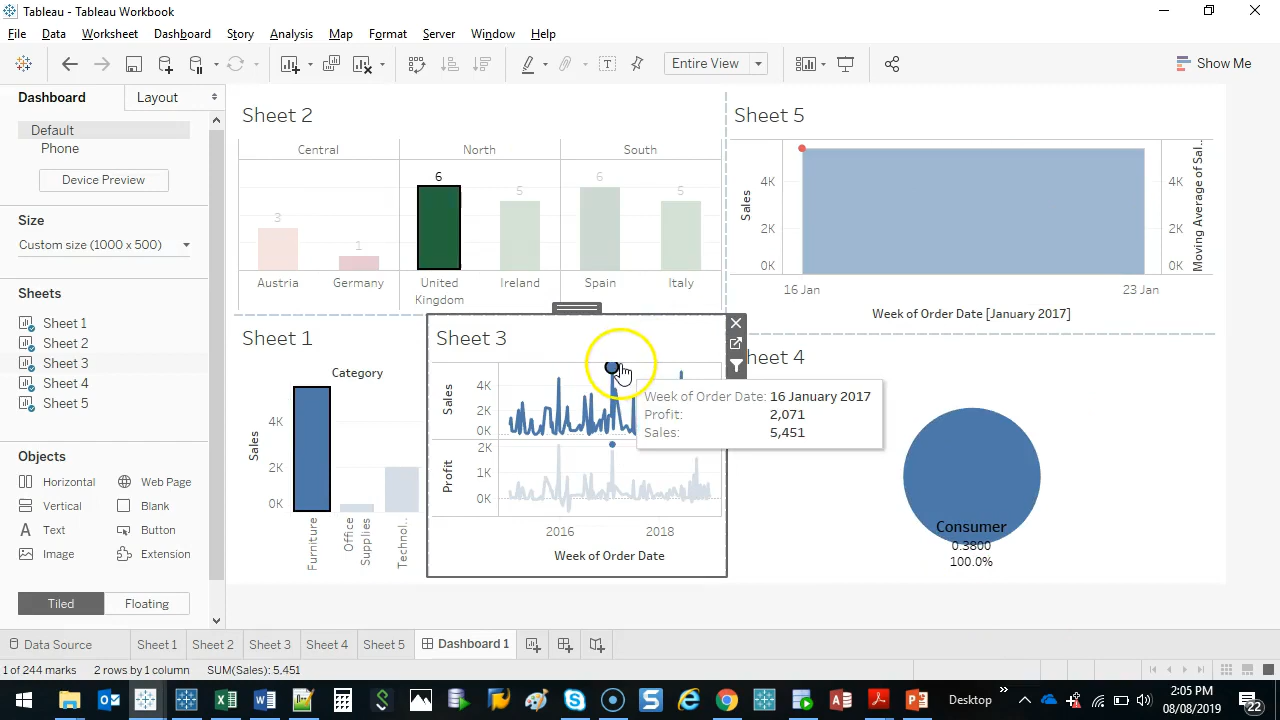 Tableau - Tableau Workbook
File Data Worksheet Dashboard Story Analysis Map Format Server Window Help
Entire View
Show Me
Dashboard Layout
Default
Phone
Device Preview
Size
Custom size (1000 x 500)
Sheets
Sheet 1
Sheet 2
Sheet 3
Sheet 4
Sheet 5
Objects
Horizontal Web Page
Vertical Blank
Text Button
Image Extension
Tiled Floating
Sheet 2
Central North South
3 1 6 5 6 5
Austria Germany United Kingdom Ireland Spain Italy
Sheet 5
Sales
4K
2K
0K
Moving Average of Sal..
4K
2K
0K
16 Jan 23 Jan
Week of Order Date [January 2017]
Sheet 1
Category
Sales
4K
2K
0K
Furniture
Office Supplies
Technol..
Sheet 3
Sales
4K
2K
0K
Profit
2K
1K
0K
2016 2018
Week of Order Date
Week of Order Date: 16 January 2017
Profit: 2,071
Sales: 5,451
heet 4
Consumer
0.3800
100.0%
Data Source Sheet 1 Sheet 2 Sheet 3 Sheet 4 Sheet 5 Dashboard 1
1 of 244 marks 2 rows by 1 column SUM(Sales): 5,451
Desktop
2:05 PM
08/08/2019
22